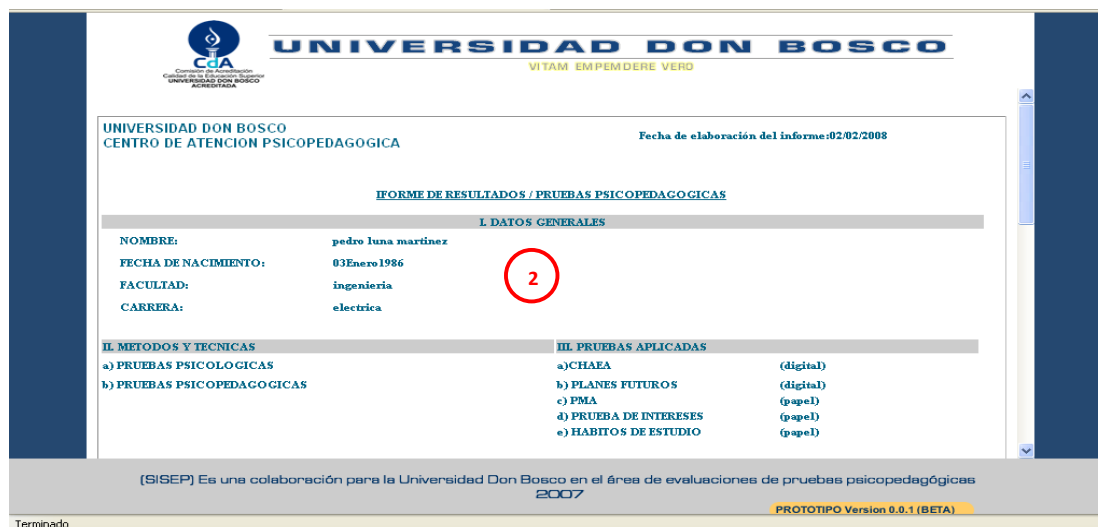 CdA
Comisión de Acreditación
Calidad de la Educación Superior
UNIVERSIDAD DON BOSCO
ACREDITADA
UNIVERSIDAD DON BOSCO
VITAM EMPEMDERE VERO
UNIVERSIDAD DON BOSCO
CENTRO DE ATENCION PSICOPEDAGOGICA
Fecha de elaboración del informe:02/02/2008
IFORME DE RESULTADOS / PRUEBAS PSICOPEDAGOGICAS
I. DATOS GENERALES
NOMBRE: pedro luna martinez
FECHA DE NACIMIENTO: 03Enero1986
FACULTAD: ingenieria
CARRERA: electrica
2
II. METODOS Y TECNICAS
a) PRUEBAS PSICOLOGICAS
b) PRUEBAS PSICOPEDAGOGICAS
III. PRUEBAS APLICADAS
a)CHAEA (digital)
b) PLANES FUTUROS (digital)
c) PMA (papel)
d) PRUEBA DE INTERESES (papel)
e) HABITOS DE ESTUDIO (papel)
(SISEP) Es una colaboración para la Universidad Don Bosco en el área de evaluaciones de pruebas psicopedagógicas
2007
PROTOTIPO Version 0.0.1 (BETA)
Terminado